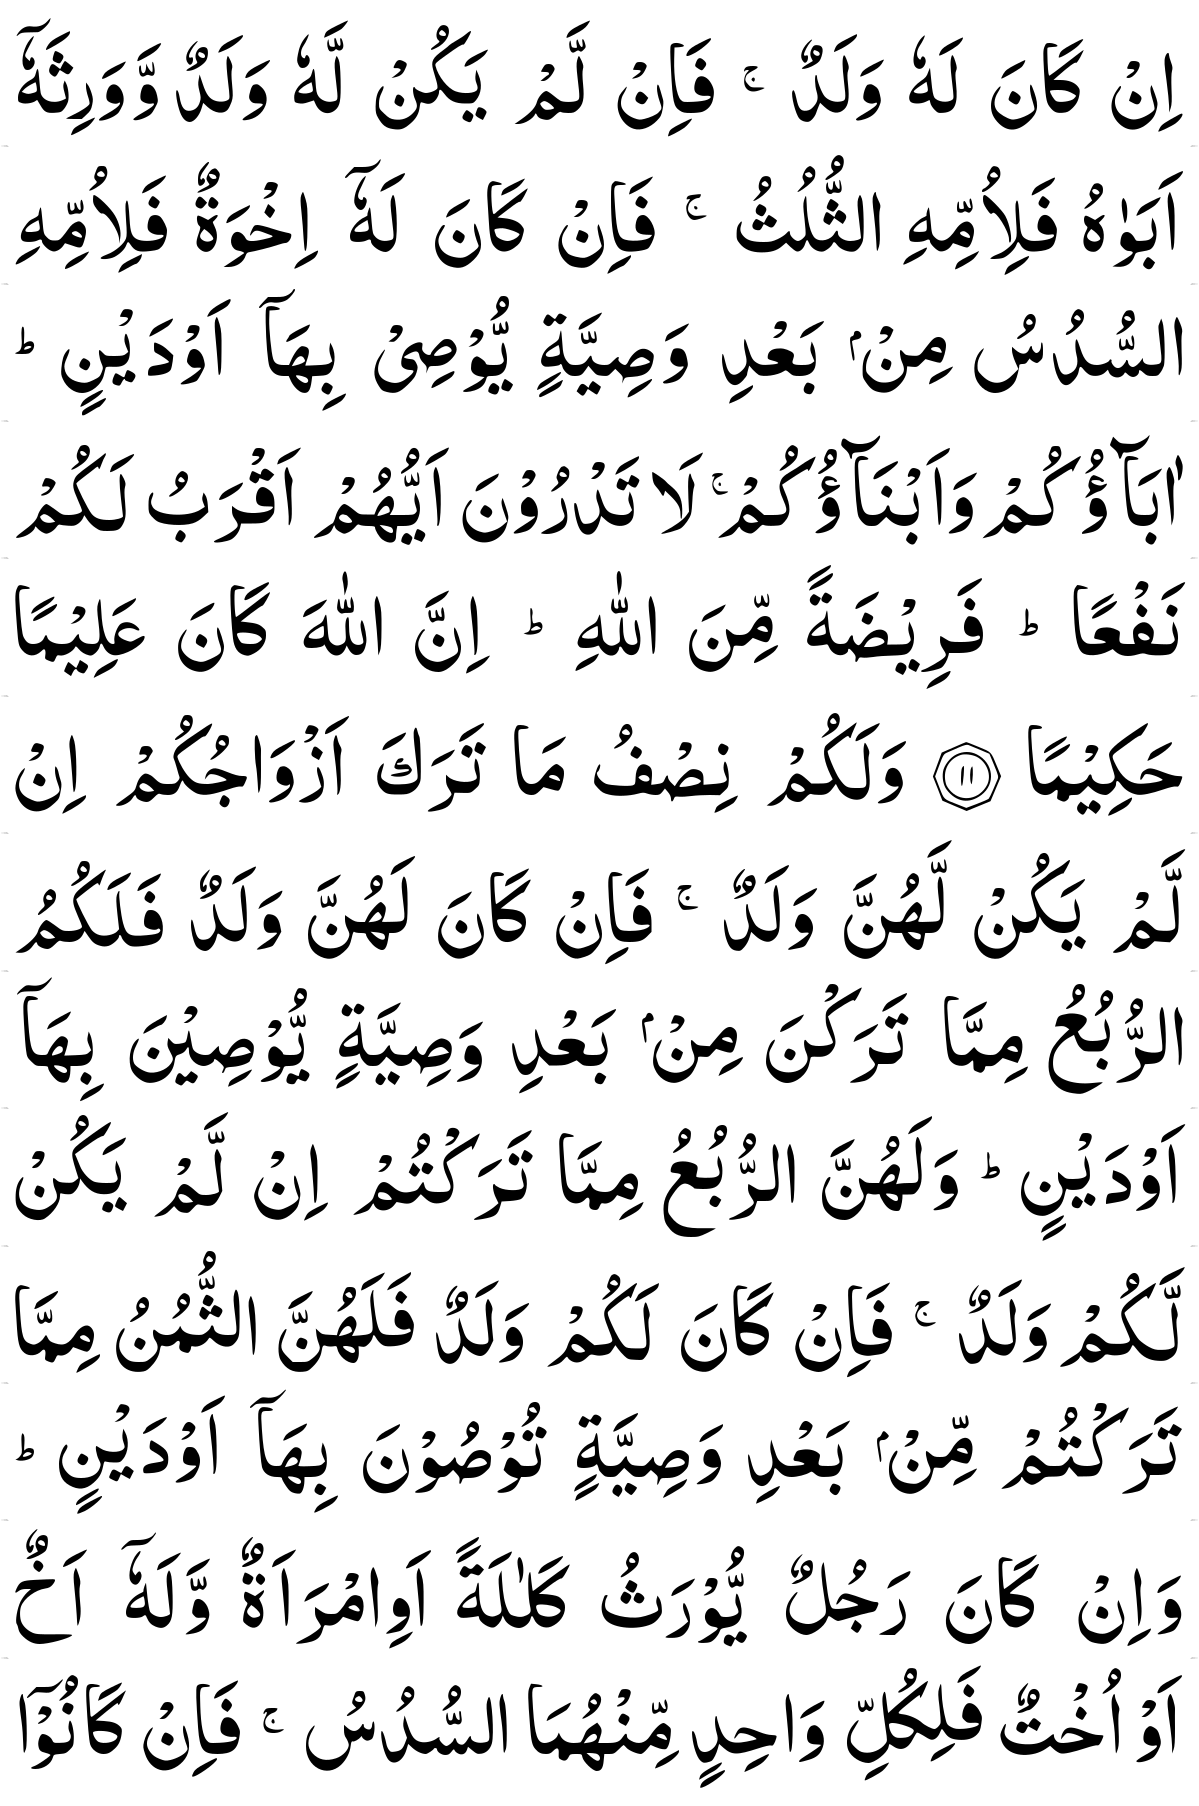 اِنْ كَانَ لَهٗ وَلَدٌ ۚ فَاِنْ لَّمْ يَكُنْ لَّهٗ وَلَدٌ وَّوَرِثَهٗۤ
اَبَوٰهُ فَلِاُمِّهِ الثُّلُثُ ۚ فَاِنْ كَانَ لَهٗۤ اِخْوَةٌ فَلِاُمِّهِ
السُّدُسُ مِنْۢ بَعْدِ وَصِيَّةٍ يُّوْصِىْ بِهَاۤ اَوْدَيْنٍ ؕ
اٰبَآؤُكُمْ وَاَبْنَآؤُكُمْ ۚ لَا تَدْرُوْنَ اَيُّهُمْ اَقْرَبُ لَكُمْ
نَفْعًا ؕ فَرِيْضَةً مِّنَ اللّٰهِ ؕ اِنَّ اللّٰهَ كَانَ عَلِيْمًا
حَكِيْمًا ۝١١ وَلَكُمْ نِصْفُ مَا تَرَكَ اَزْوَاجُكُمْ اِنْ
لَّمْ يَكُنْ لَّهُنَّ وَلَدٌ ۚ فَاِنْ كَانَ لَهُنَّ وَلَدٌ فَلَكُمُ
الرُّبُعُ مِمَّا تَرَكْنَ مِنْۢ بَعْدِ وَصِيَّةٍ يُّوْصِيْنَ بِهَاۤ
اَوْدَيْنٍ ؕ وَلَهُنَّ الرُّبُعُ مِمَّا تَرَكْتُمْ اِنْ لَّمْ يَكُنْ
لَّكُمْ وَلَدٌ ۚ فَاِنْ كَانَ لَكُمْ وَلَدٌ فَلَهُنَّ الثُّمُنُ مِمَّا
تَرَكْتُمْ مِّنْۢ بَعْدِ وَصِيَّةٍ تُوْصُوْنَ بِهَاۤ اَوْدَيْنٍ ؕ
وَاِنْ كَانَ رَجُلٌ يُّوْرَثُ كَلٰلَةً اَوِامْرَاَةٌ وَّلَهٗۤ اَخٌ
اَوْ اُخْتٌ فَلِكُلِّ وَاحِدٍ مِّنْهُمَا السُّدُسُ ۚ فَاِنْ كَانُوْۤا